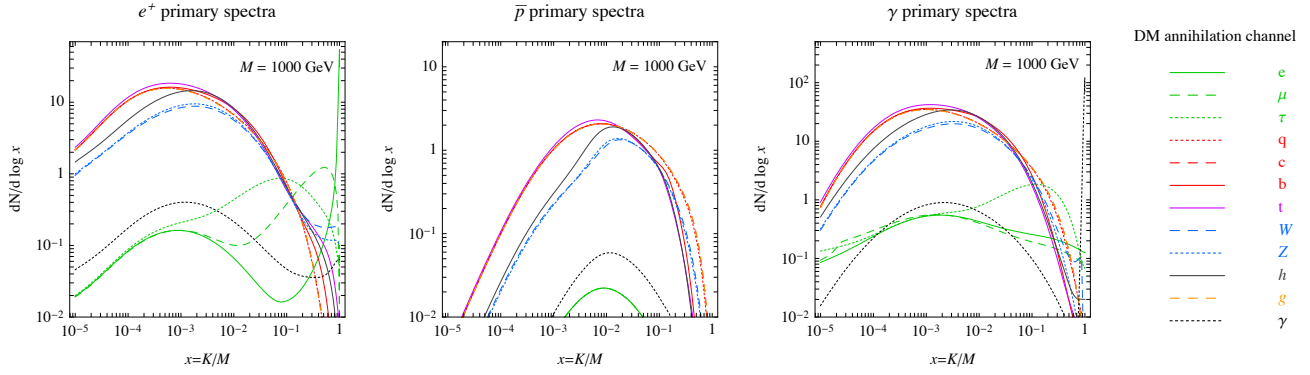 e⁺ primary spectra
M = 1000 GeV
dN/d log x
10
1
10⁻¹
10⁻²
10⁻⁵ 10⁻⁴ 10⁻³ 10⁻² 10⁻¹ 1
x=K/M
p̅ primary spectra
M = 1000 GeV
dN/d log x
10
1
10⁻¹
10⁻²
10⁻⁵ 10⁻⁴ 10⁻³ 10⁻² 10⁻¹ 1
x=K/M
γ primary spectra
M = 1000 GeV
dN/d log x
10²
10
1
10⁻¹
10⁻²
10⁻⁵ 10⁻⁴ 10⁻³ 10⁻² 10⁻¹ 1
x=K/M
DM annihilation channel
e
μ
τ
q
c
b
t
W
Z
h
g
γ